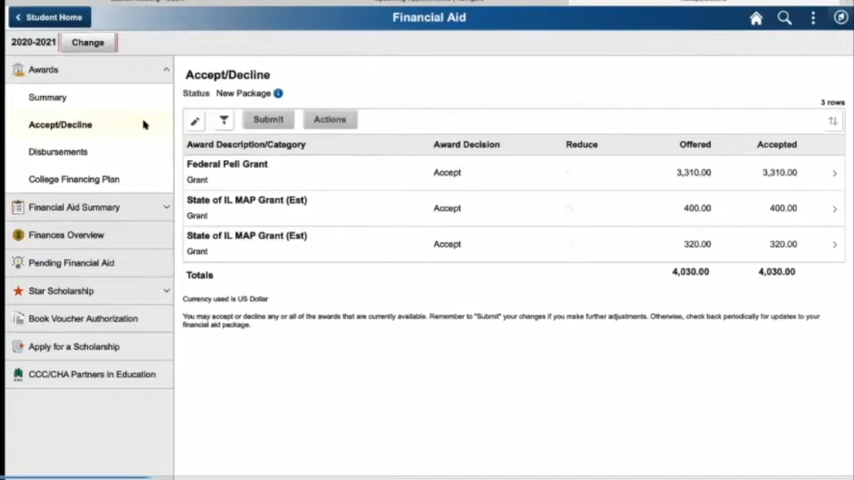 Student Home
Financial Aid
2020-2021
Change
Awards
Summary
Accept/Decline
Disbursements
College Financing Plan
Financial Aid Summary
Finances Overview
Pending Financial Aid
Star Scholarship
Book Voucher Authorization
Apply for a Scholarship
CCC/CHA Partners in Education
Accept/Decline
Status New Package
3 rows
Submit
Actions
Award Description/Category Award Decision Reduce Offered Accepted
Federal Pell Grant
Grant
Accept 3,310.00 3,310.00
State of IL MAP Grant (Est)
Grant
Accept 400.00 400.00
State of IL MAP Grant (Est)
Grant
Accept 320.00 320.00
Totals 4,030.00 4,030.00
Currency used is US Dollar
You may accept or decline any or all of the awards that are currently available. Remember to "Submit" your changes if you make further adjustments. Otherwise, check back periodically for updates to your
financial aid package.